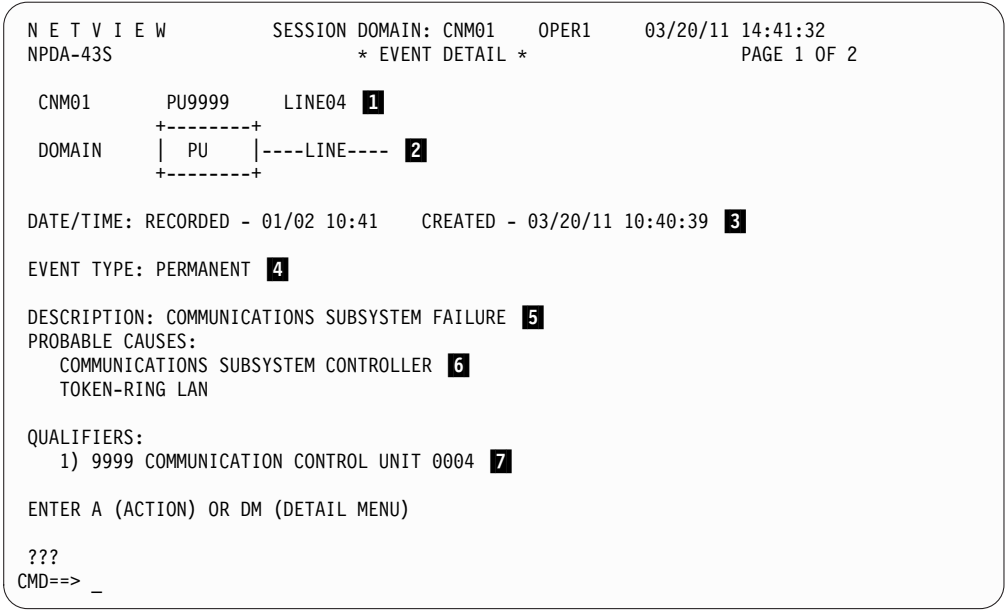 N E T V I E W SESSION DOMAIN: CNM01 OPER1 03/20/11 14:41:32
NPDA-43S * EVENT DETAIL * PAGE 1 OF 2
CNM01 PU9999 LINE04 1
+--------+
DOMAIN | PU |----LINE---- 2
+--------+
DATE/TIME: RECORDED - 01/02 10:41 CREATED - 03/20/11 10:40:39 3
EVENT TYPE: PERMANENT 4
DESCRIPTION: COMMUNICATIONS SUBSYSTEM FAILURE 5
PROBABLE CAUSES:
COMMUNICATIONS SUBSYSTEM CONTROLLER 6
TOKEN-RING LAN
QUALIFIERS:
1) 9999 COMMUNICATION CONTROL UNIT 0004 7
ENTER A (ACTION) OR DM (DETAIL MENU)
???
CMD==> _